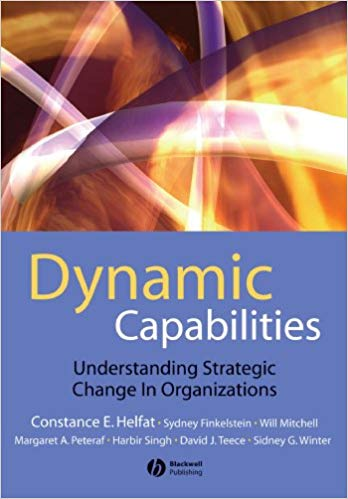 Dynamic
Capabilities
Understanding Strategic
Change In Organizations
Constance E. Helfat • Sydney Finkelstein • Will Mitchell
Margaret A. Peteraf • Harbir Singh • David J. Teece • Sidney G. Winter
Blackwell
Publishing